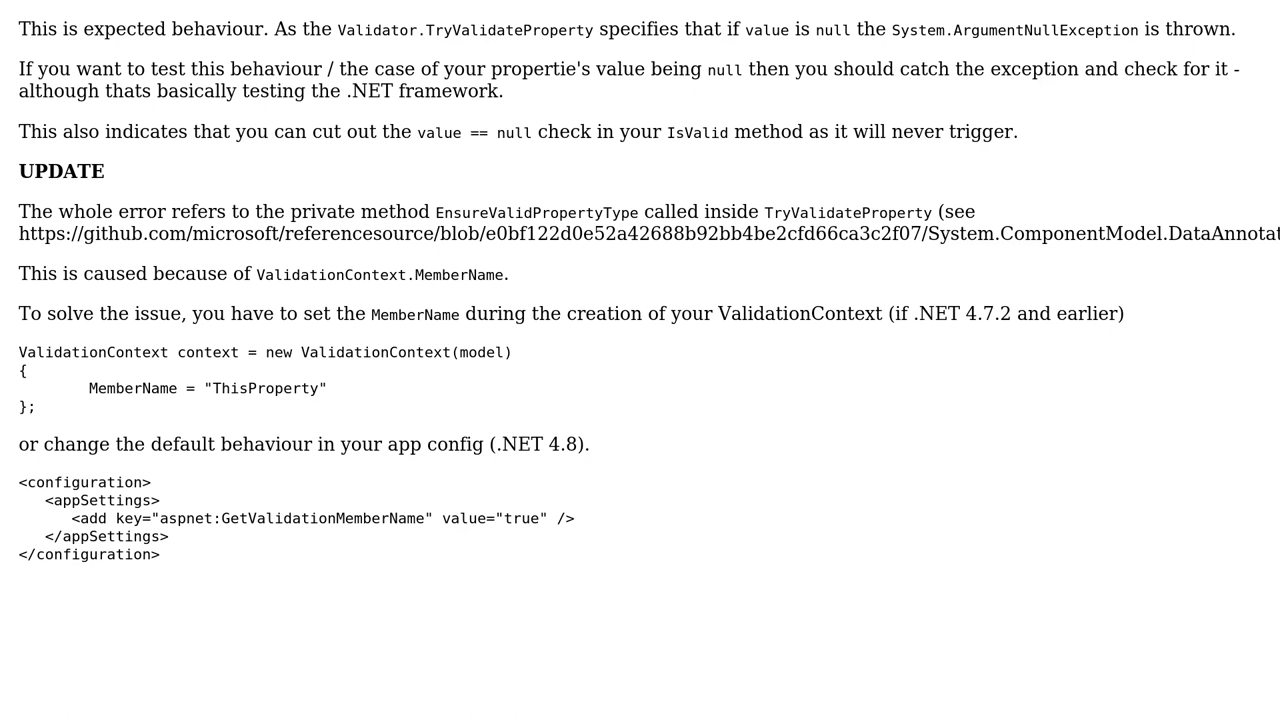 This is expected behaviour. As the Validator.TryValidateProperty specifies that if value is null the System.ArgumentNullException is thrown.
If you want to test this behaviour / the case of your propertie's value being null then you should catch the exception and check for it -
although thats basically testing the .NET framework.
This also indicates that you can cut out the value == null check in your IsValid method as it will never trigger.
UPDATE
The whole error refers to the private method EnsureValidPropertyType called inside TryValidateProperty (see
https://github.com/microsoft/referencesource/blob/e0bf122d0e52a42688b92bb4be2cfd66ca3c2f07/System.ComponentModel.DataAnnotat
This is caused because of ValidationContext.MemberName.
To solve the issue, you have to set the MemberName during the creation of your ValidationContext (if .NET 4.7.2 and earlier)
ValidationContext context = new ValidationContext(model)
{
        MemberName = "ThisProperty"
};
or change the default behaviour in your app config (.NET 4.8).
<configuration>
   <appSettings>
      <add key="aspnet:GetValidationMemberName" value="true" />
   </appSettings>
</configuration>